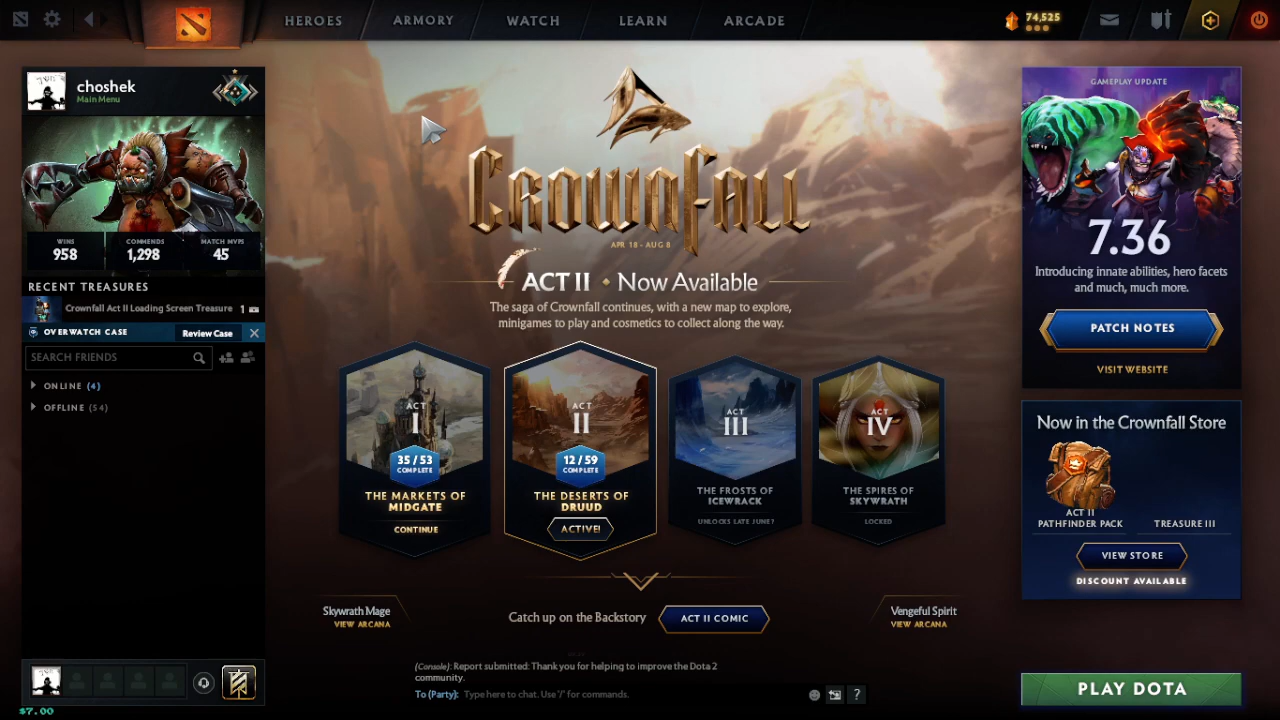 HEROES
ARMORY
WATCH
LEARN
ARCADE
74,525
choshek
Main Menu
WINS
958
COMMENDS
1,298
MATCH MVPS
45
RECENT TREASURES
Crownfall Act II Loading Screen Treasure 1
OVERWATCH CASE
Review Case
SEARCH FRIENDS
ONLINE (4)
OFFLINE (54)
$7.00
CROWNFALL
APR 18 - AUG 8
ACT II • Now Available
The saga of Crownfall continues, with a new map to explore,
minigames to play and cosmetics to collect along the way.
ACT
I
35 / 53
COMPLETE
THE MARKETS OF
MIDGATE
CONTINUE
ACT
II
12 / 59
COMPLETE
THE DESERTS OF
DRUUD
ACTIVE!
ACT
III
THE FROSTS OF
ICEWRACK
UNLOCKS LATE JUNE?
ACT
IV
THE SPIRES OF
SKYWRATH
LOCKED
Skywrath Mage
VIEW ARCANA
Catch up on the Backstory
ACT II COMIC
Vengeful Spirit
VIEW ARCANA
(Console): Report submitted: Thank you for helping to improve the Dota 2
community.
To (Party): Type here to chat. Use '/' for commands.
?
GAMEPLAY UPDATE
7.36
Introducing innate abilities, hero facets
and much, much more.
PATCH NOTES
VISIT WEBSITE
Now in the Crownfall Store
ACT II
PATHFINDER PACK
TREASURE III
VIEW STORE
DISCOUNT AVAILABLE
PLAY DOTA